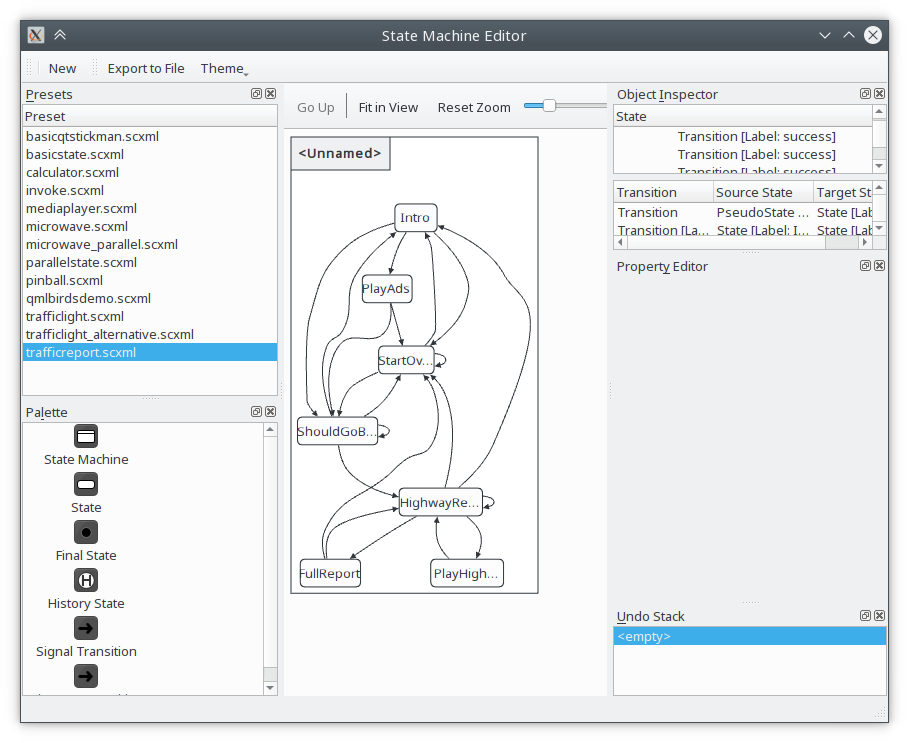 State Machine Editor
New Export to File Theme
Presets
Preset
basicqtstickman.scxml
basicstate.scxml
calculator.scxml
invoke.scxml
mediaplayer.scxml
microwave.scxml
microwave_parallel.scxml
parallelstate.scxml
pinball.scxml
qmlbirdsdemo.scxml
trafficlight.scxml
trafficlight_alternative.scxml
trafficreport.scxml
Palette
State Machine
State
Final State
H
History State
Signal Transition
Go Up Fit in View Reset Zoom
<Unnamed>
Intro
PlayAds
StartOv...
ShouldGoB...
HighwayRe...
FullReport
PlayHigh...
Object Inspector
State
Transition [Label: success]
Transition [Label: success]
Transition [Label: success]
Transition Source State Target St
Transition PseudoState ... State [Lab
Transition [La... State [Label: I... State [Lab
Property Editor
Undo Stack
<empty>